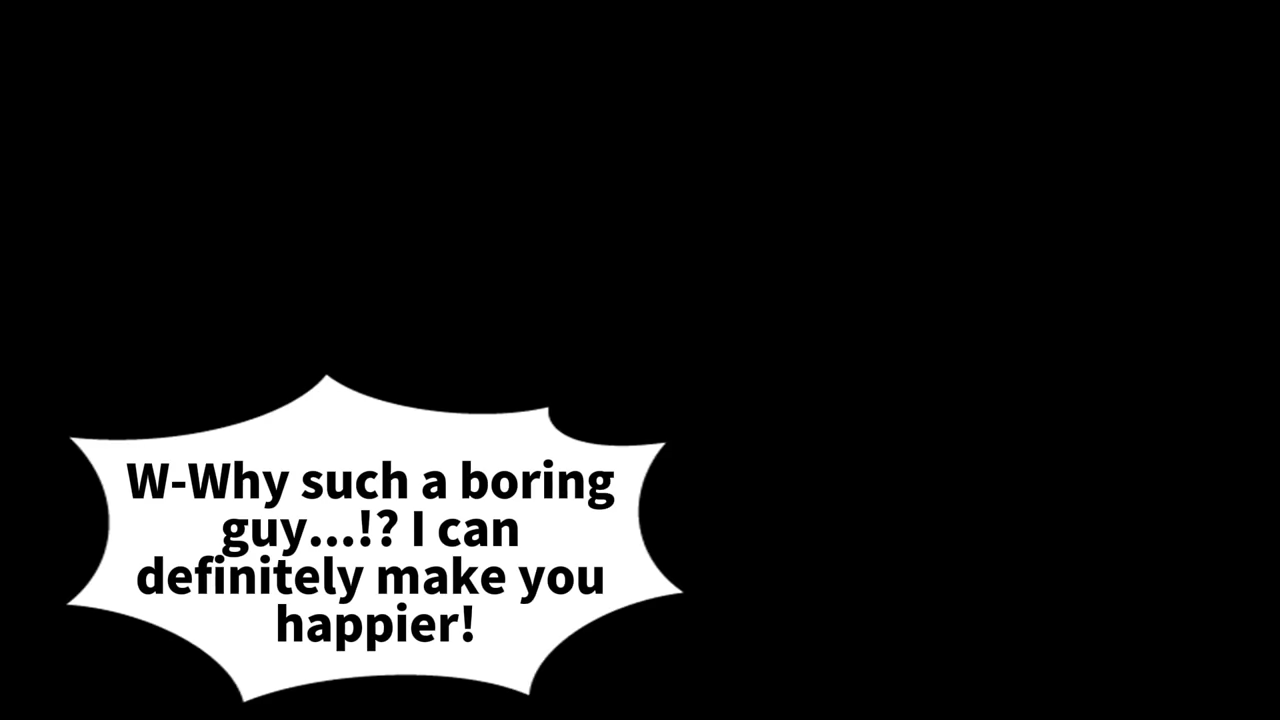 W-Why such a boring
guy...!? I can
definitely make you
happier!